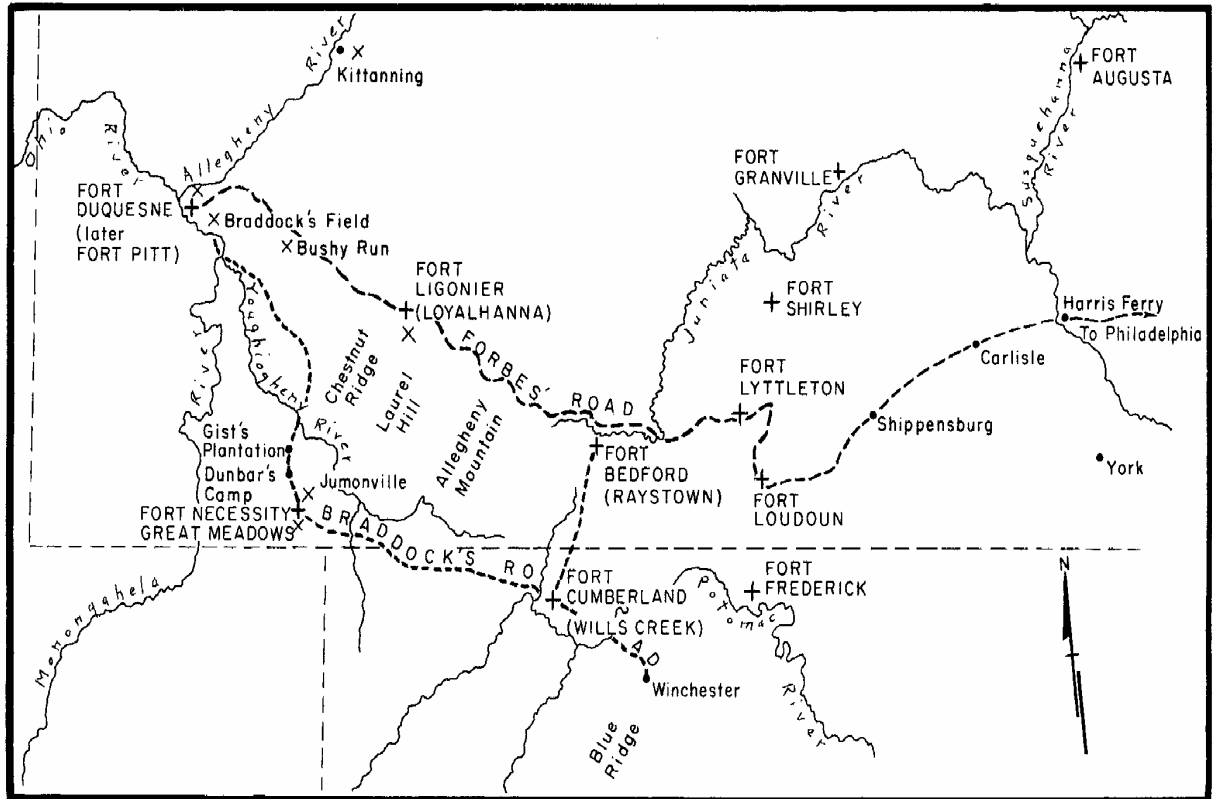 Kittanning
Allegheny River
Ohio River
FORT
AUGUSTA
Susquehanna River
FORT
GRANVILLE
Juniata River
FORT
DUQUESNE
(later
FORT PITT)
Braddock's Field
Bushy Run
FORT
LIGONIER
(LOYALHANNA)
FORT
SHIRLEY
Harris Ferry
To Philadelphia
Carlisle
FORT
LYTTLETON
FORBES' ROAD
Chestnut
Ridge
Laurel
Hill
Allegheny
Mountain
Youghiogheny River
Shippensburg
York
Gist's
Plantation
Dunbar's
Camp
Jumonville
FORT
BEDFORD
(RAYSTOWN)
FORT
LOUDOUN
FORT NECESSITY
GREAT MEADOWS
BRADDOCK'S ROAD
FORT
CUMBERLAND
(WILLS CREEK)
FORT
FREDERICK
Potomac River
N
Winchester
Blue
Ridge
Monongahela River